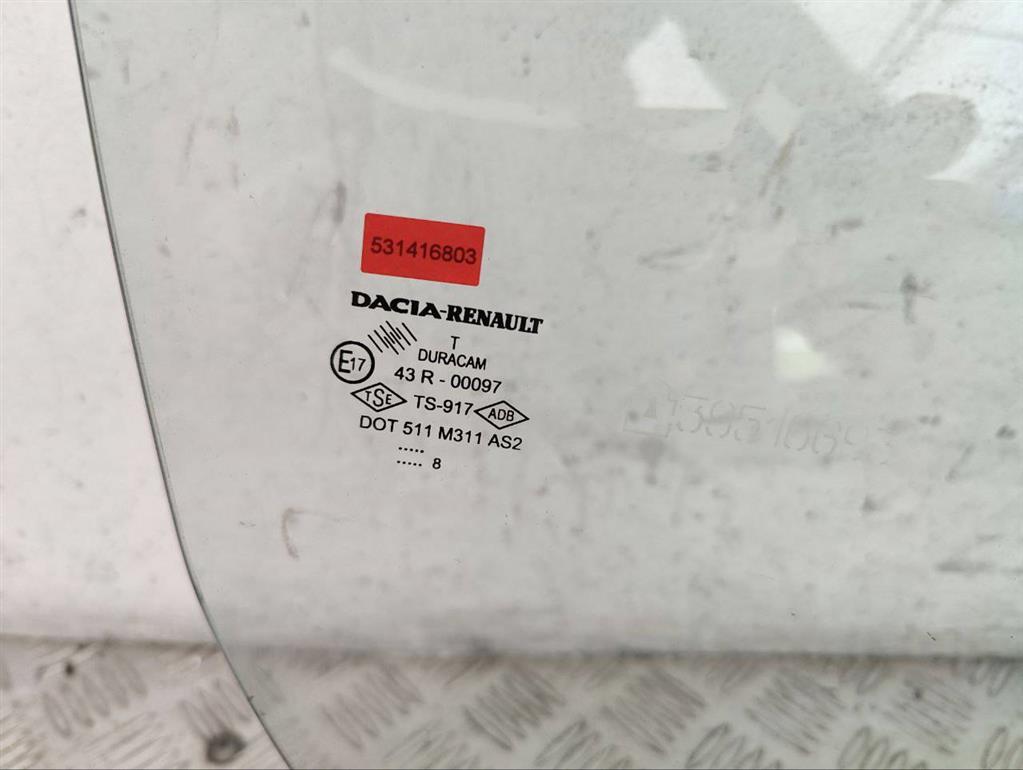 531416803
DACIA-RENAULT
T
DURACAM
E17
43 R - 00097
TSE TS-917 ADB
DOT 511 M311 AS2
.....
..... 8